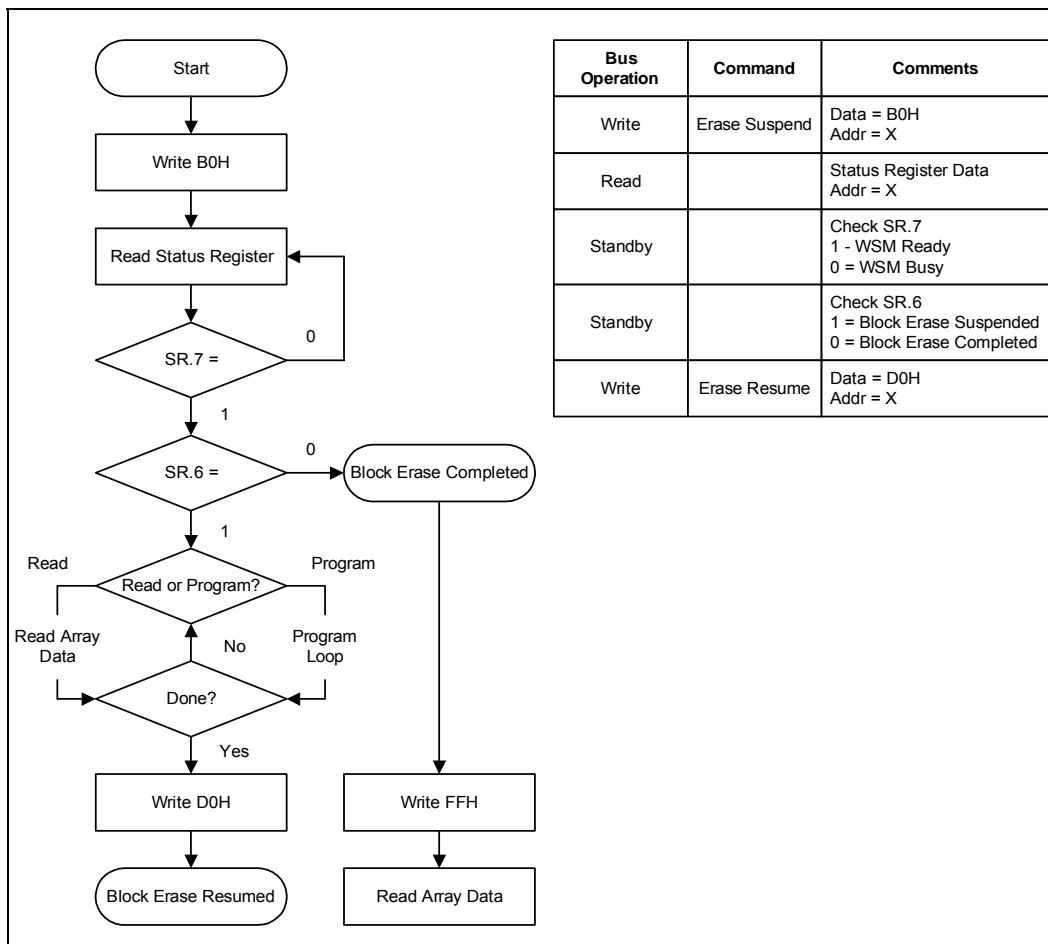 Start
Write B0H
Read Status Register
0
SR.7 =
1
0
SR.6 =
Block Erase Completed
1
Read
Program
Read or Program?
Read Array
Data
No
Program
Loop
Done?
Yes
Write D0H
Write FFH
Block Erase Resumed
Read Array Data
Bus
Operation
Command
Comments
Write
Erase Suspend
Data = B0H
Addr = X
Read
Status Register Data
Addr = X
Standby
Check SR.7
1 - WSM Ready
0 = WSM Busy
Standby
Check SR.6
1 = Block Erase Suspended
0 = Block Erase Completed
Write
Erase Resume
Data = D0H
Addr = X